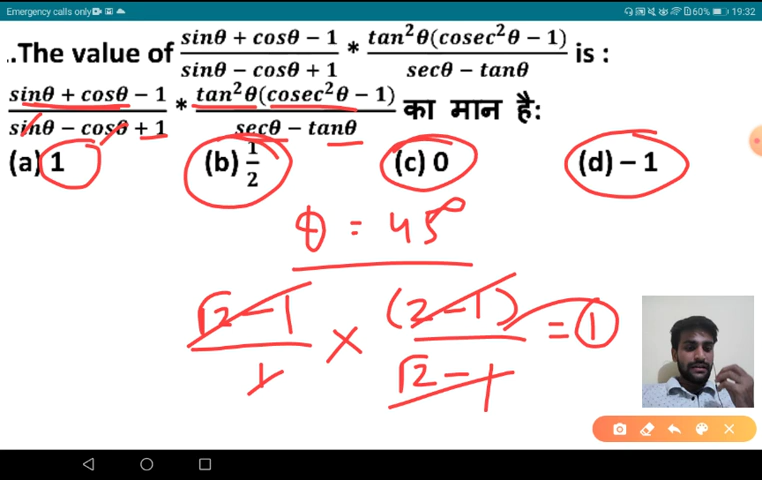 Emergency calls only 60% 19:32
..The value of (sinθ + cosθ − 1)/(sinθ − cosθ + 1) * (tan²θ(cosec²θ − 1))/(secθ − tanθ) is :
(sinθ + cosθ − 1)/(sinθ − cosθ + 1) * (tan²θ(cosec²θ − 1))/(secθ − tanθ) का मान है:
(a) 1 (b) 1/2 (c) 0 (d) − 1
θ = 45°
(√2 − 1)/1 × (2 − 1)/(√2 − 1) = 1